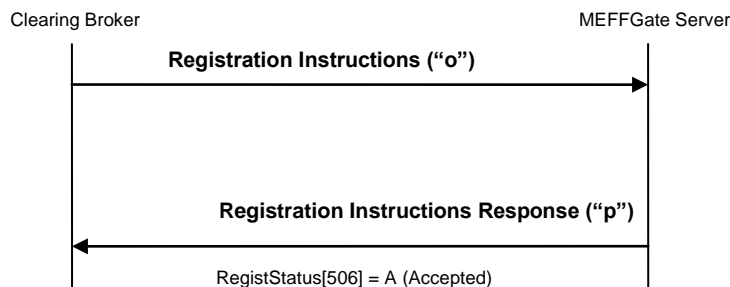 Clearing Broker
MEFFGate Server
Registration Instructions (“o”)
Registration Instructions Response (“p”)
RegistStatus[506] = A (Accepted)